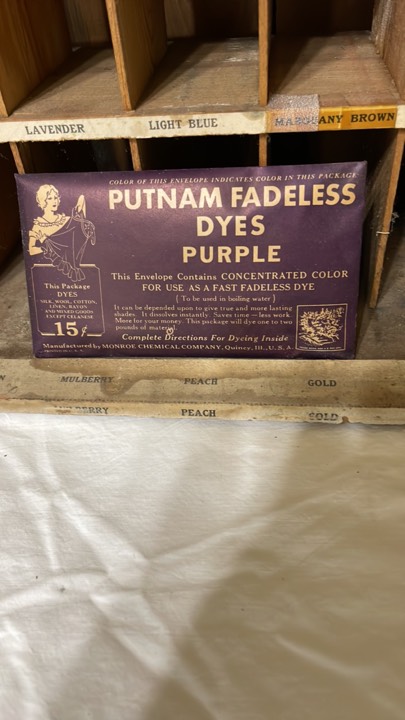 LAVENDER LIGHT BLUE MAHOGANY BROWN
COLOR OF THIS ENVELOPE INDICATES COLOR IN THIS PACKAGE
PUTNAM FADELESS
DYES
PURPLE
This Envelope Contains CONCENTRATED COLOR
FOR USE AS A FAST FADELESS DYE
( To be used in boiling water )
It can be depended upon to give true and more lasting
shades. It dissolves instantly. Saves time — less work.
More for your money. This package will dye one to two
pounds of material.
Complete Directions For Dyeing Inside
Manufactured by MONROE CHEMICAL COMPANY, Quincy, Ill., U.S.A.
This Package
DYES
SILK, WOOL, COTTON,
LINEN, RAYON
AND MIXED GOODS
EXCEPT CELANESE
15¢
N MULBERRY PEACH GOLD
BERRY PEACH GOLD